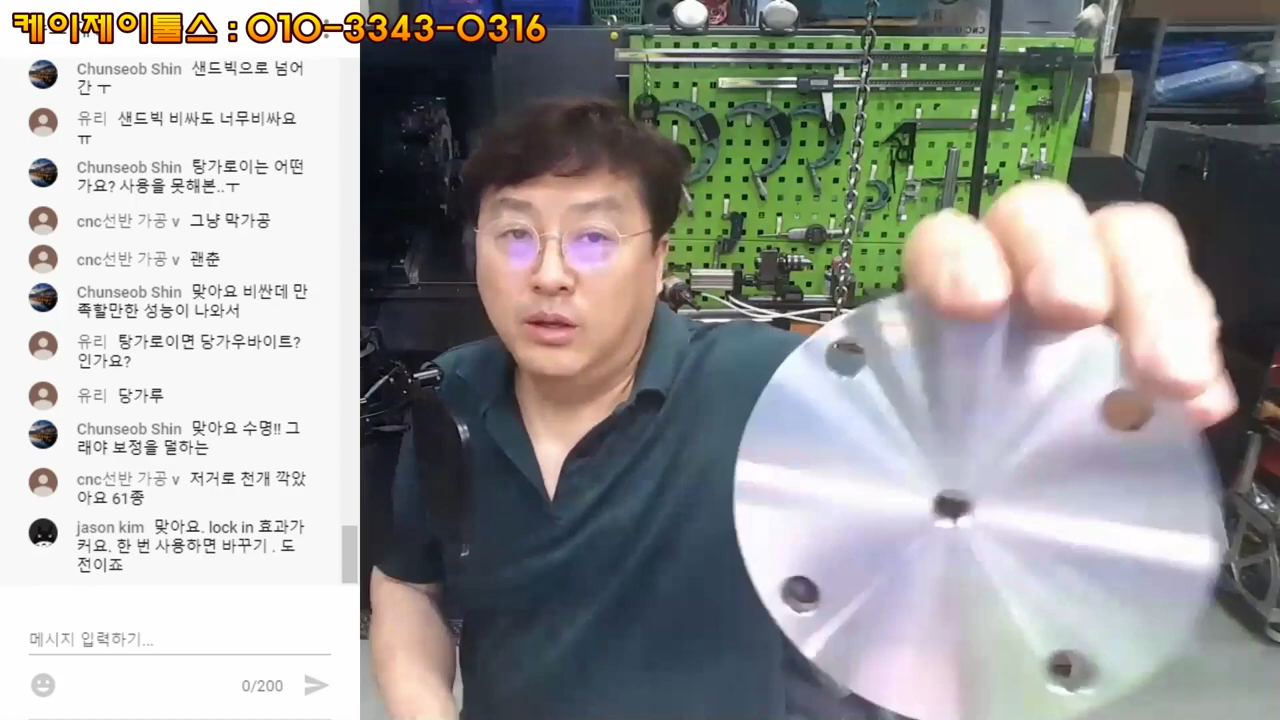 케이제이툴스 : 010-3343-0316
Chunseob Shin 샌드빅으로 넘어
간 ㅜ
유리 샌드빅 비싸도 너무비싸요
ㅠ
Chunseob Shin 탕가로이는 어떤
가요? 사용을 못해본..ㅜ
cnc선반 가공 v 그냥 막가공
cnc선반 가공 v 괜춘
Chunseob Shin 맞아요 비싼데 만
족할만한 성능이 나와서
유리 탕가로이면 당가우바이트?
인가요?
유리 당가루
Chunseob Shin 맞아요 수명!! 그
래야 보정을 덜하는
cnc선반 가공 v 저거로 천개 깍았
아요 61종
jason kim 맞아요. lock in 효과가
커요. 한 번 사용하면 바꾸기 . 도
전이죠
메시지 입력하기...
0/200